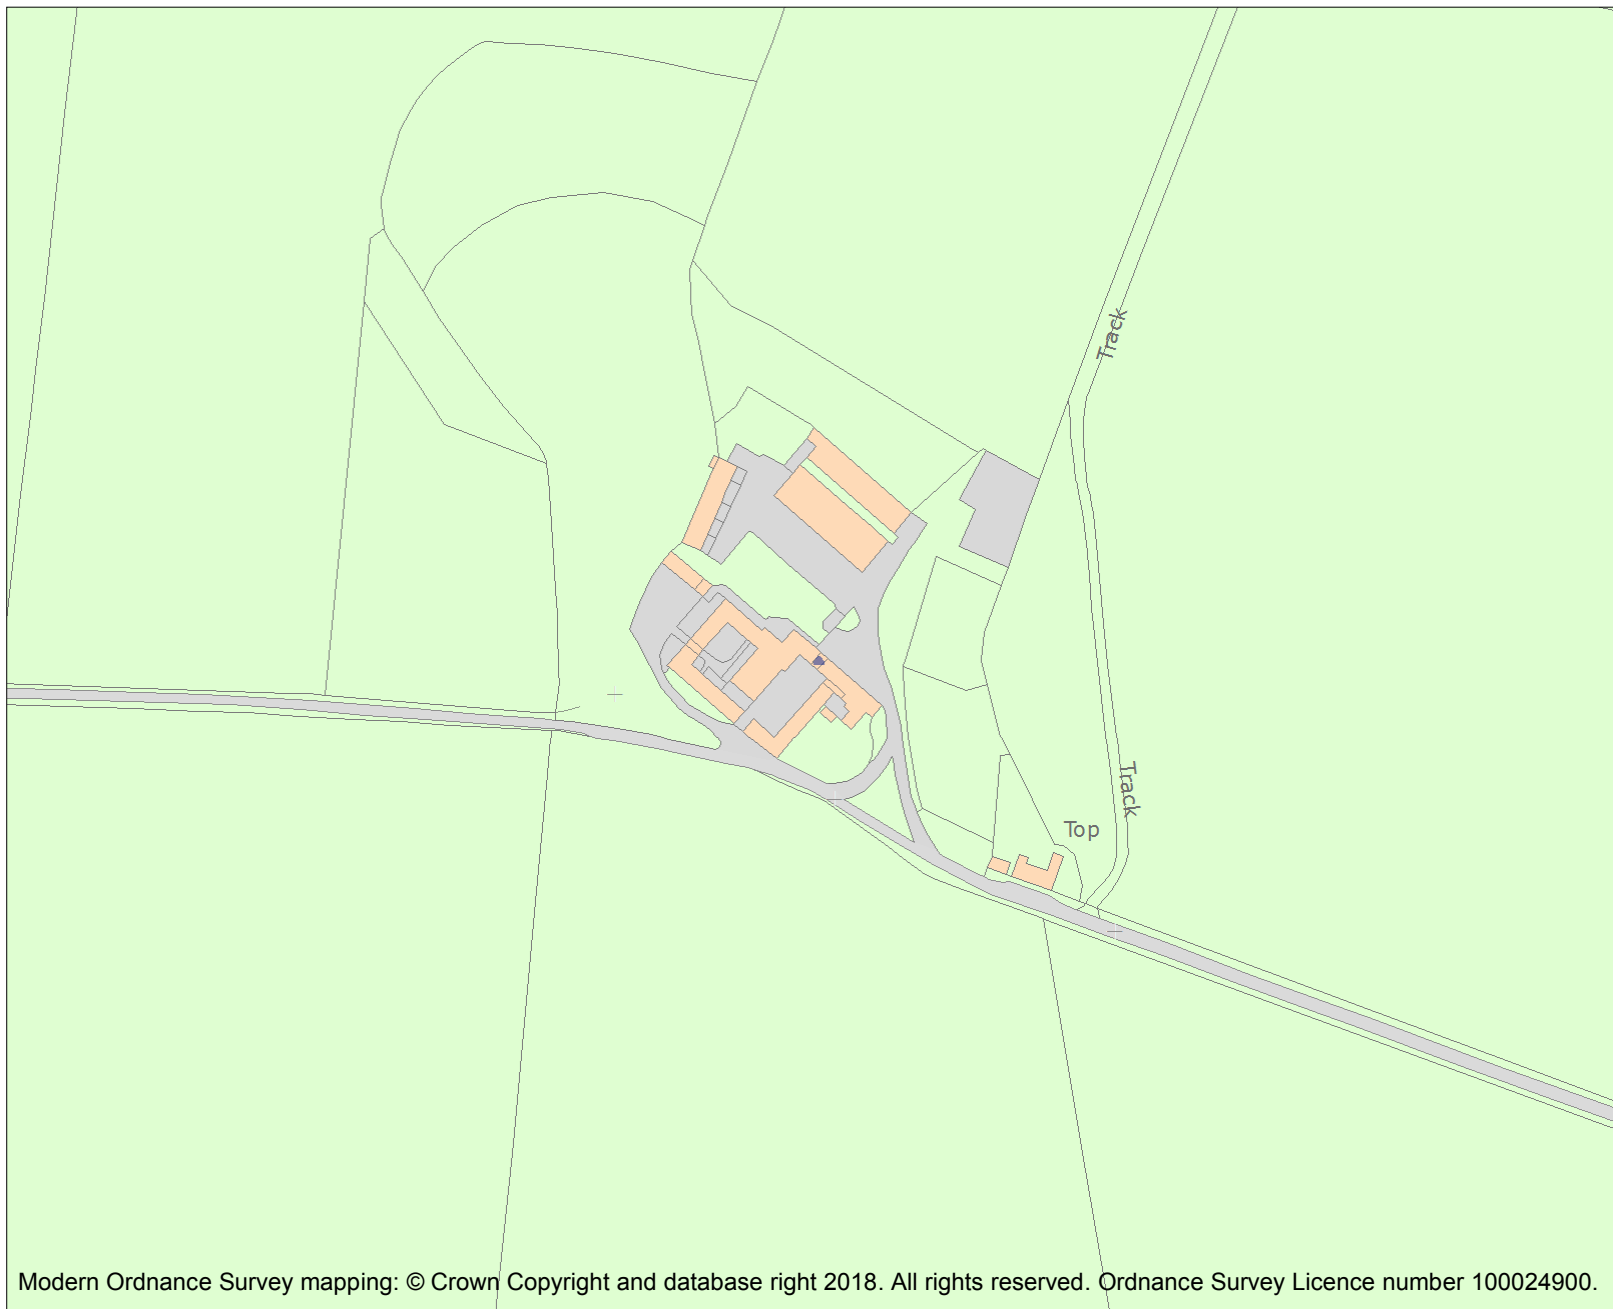 Track
Track
Top
Modern Ordnance Survey mapping: © Crown Copyright and database right 2018. All rights reserved. Ordnance Survey Licence number 100024900.